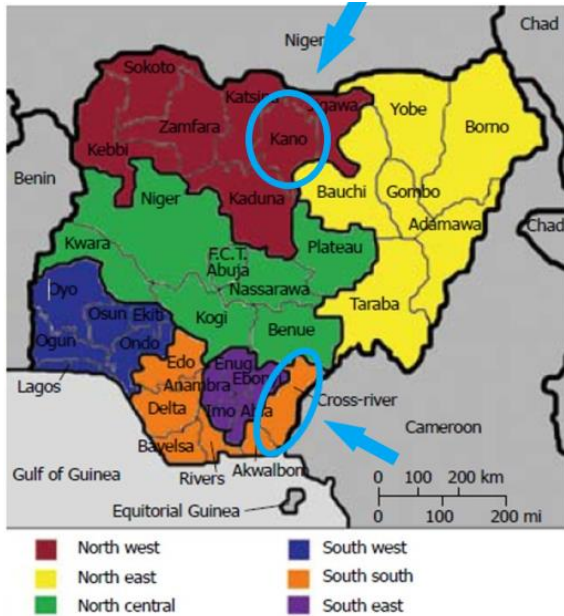 Niger
Chad
Sokoto
Katsina
Jigawa
Yobe
Borno
Zamfara
Kano
Kebbi
Benin
Bauchi
Gombo
Niger
Kaduna
Adamawa
Chad
Kwara
F.C.T.
Abuja
Plateau
Nassarawa
Taraba
Oyo
Osun
Ekiti
Kogi
Benue
Ogun
Ondo
Edo
Enug
Lagos
Anambra
Ebon
Cross-river
Delta
Imo
Abia
Cameroon
Bayelsa
Rivers
Akwalbon
Gulf of Guinea
Equitorial Guinea
0 100 200 km
0 100 200 mi
North west
South west
North east
South south
North central
South east